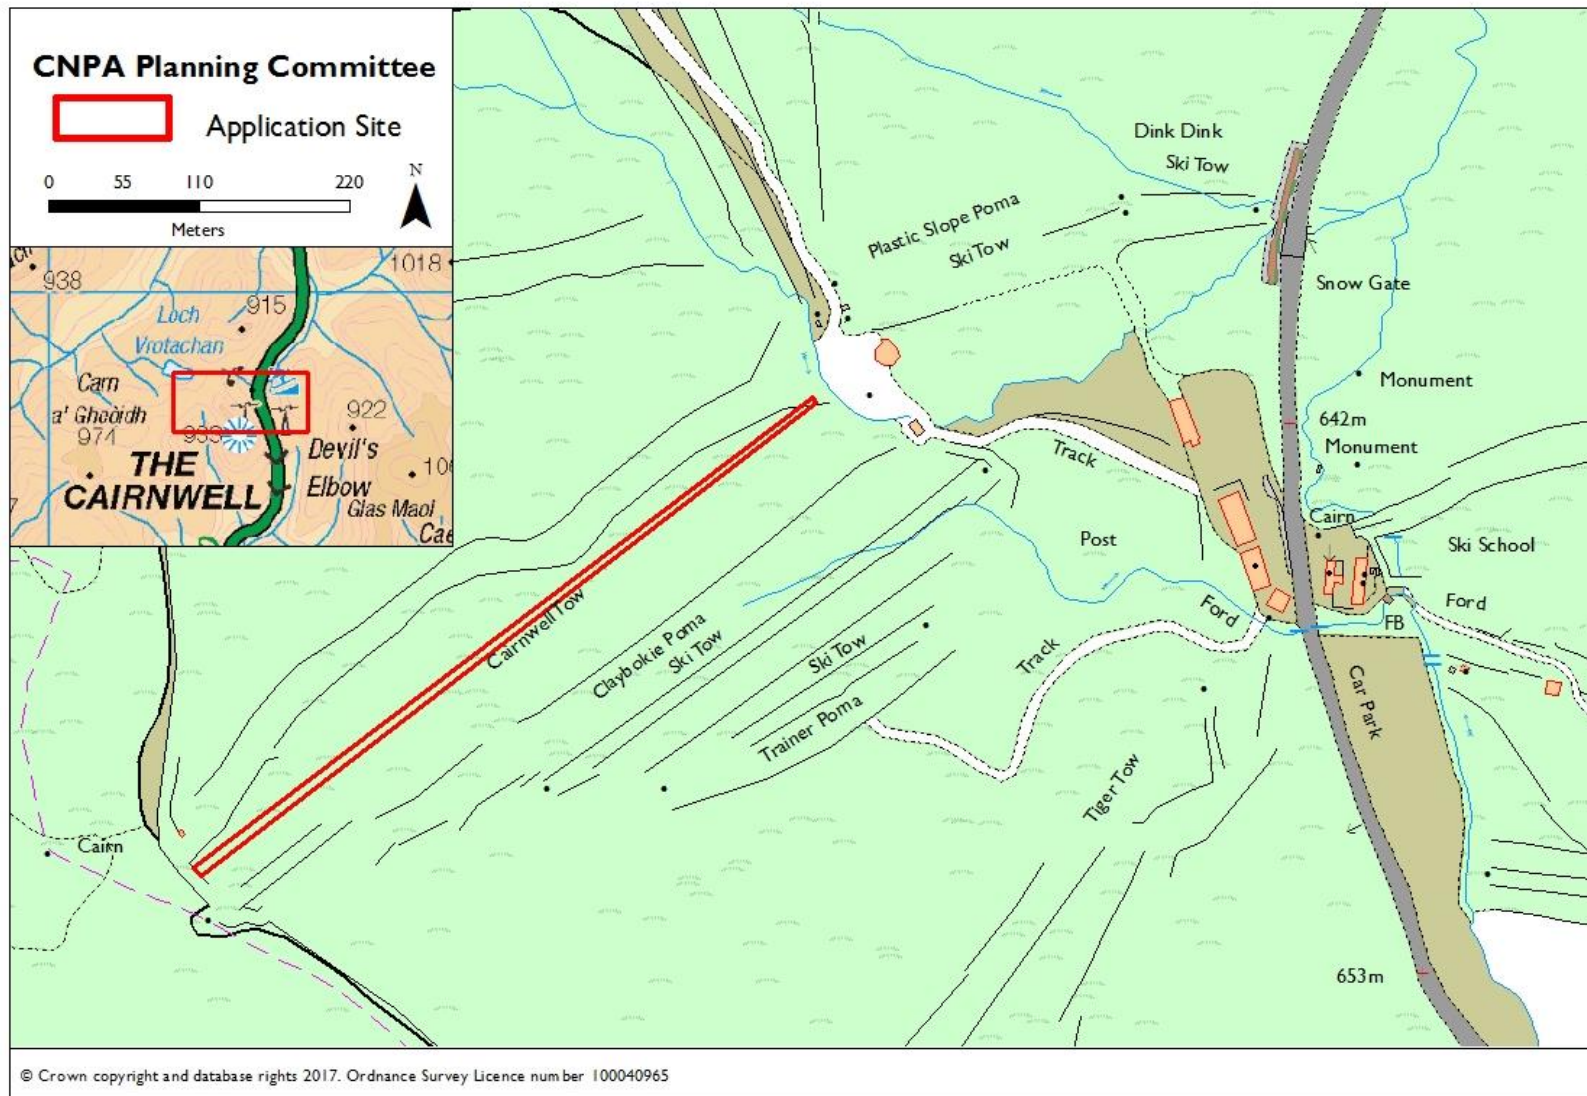 CNPA Planning Committee
Application Site
N
0 55 110 220
Meters
938
1018
915
Loch
Vrotachan
Carn
a' Gheòidh
974
933
922
THE
CAIRNWELL
Devil's
Elbow
Glas Maol
Cae
Dink Dink
Ski Tow
Plastic Slope Poma
Ski Tow
Snow Gate
Monument
642m
Monument
Track
Cairn
Post
Ski School
Ford
Ford
FB
Cairnwell Tow
Claybokie Poma
Ski Tow
Ski Tow
Trainer Poma
Track
Car Park
Tiger Tow
Cairn
653m
© Crown copyright and database rights 2017. Ordnance Survey Licence number 100040965